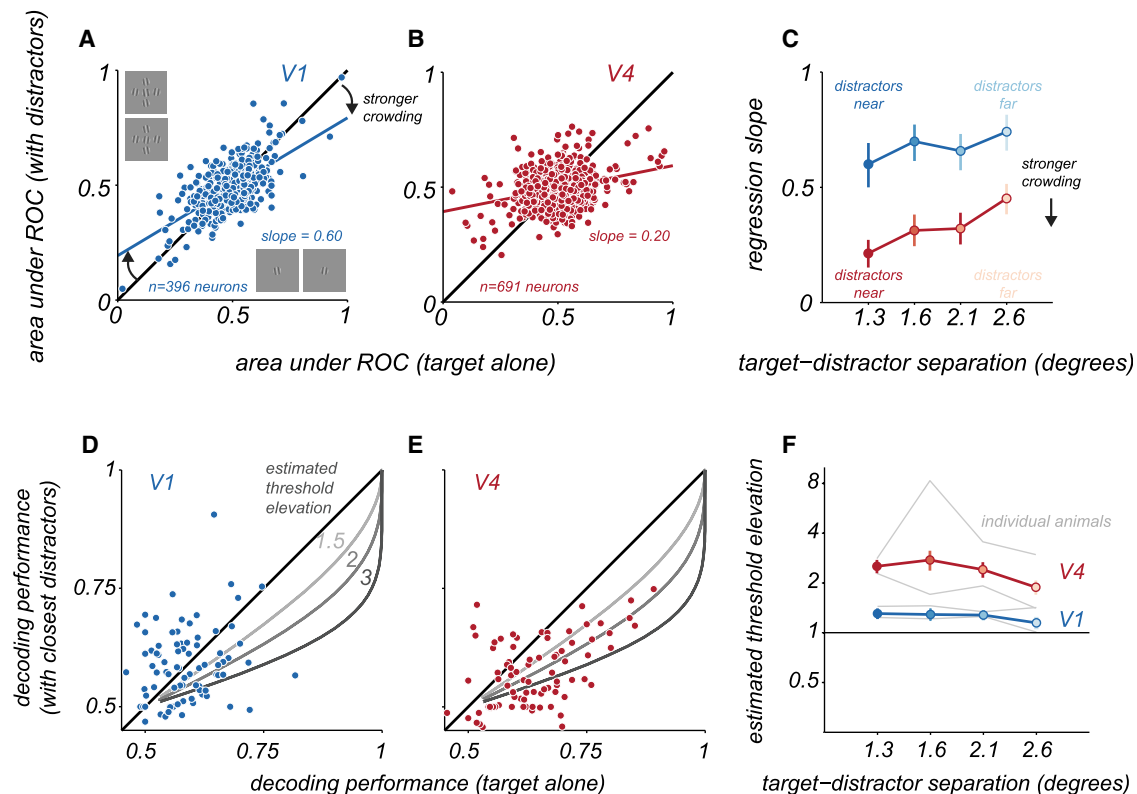 A
B
C
area under ROC (with distractors)
1
0.5
0
V1
stronger
crowding
slope = 0.60
n=396 neurons
0
0.5
1
1
0.5
0
V4
slope = 0.20
n=691 neurons
0
0.5
1
area under ROC (target alone)
regression slope
1
0.5
0
distractors
near
distractors
far
stronger
crowding
distractors
near
distractors
far
1.3
1.6
2.1
2.6
target−distractor separation (degrees)
D
E
F
decoding performance
(with closest distractors)
1
0.75
0.5
V1
estimated
threshold
elevation
1.5
2
3
0.5
0.75
1
V4
0.5
0.75
1
decoding performance (target alone)
estimated threshold elevation
8
4
2
1
0.5
individual animals
V4
V1
1.3
1.6
2.1
2.6
target−distractor separation (degrees)